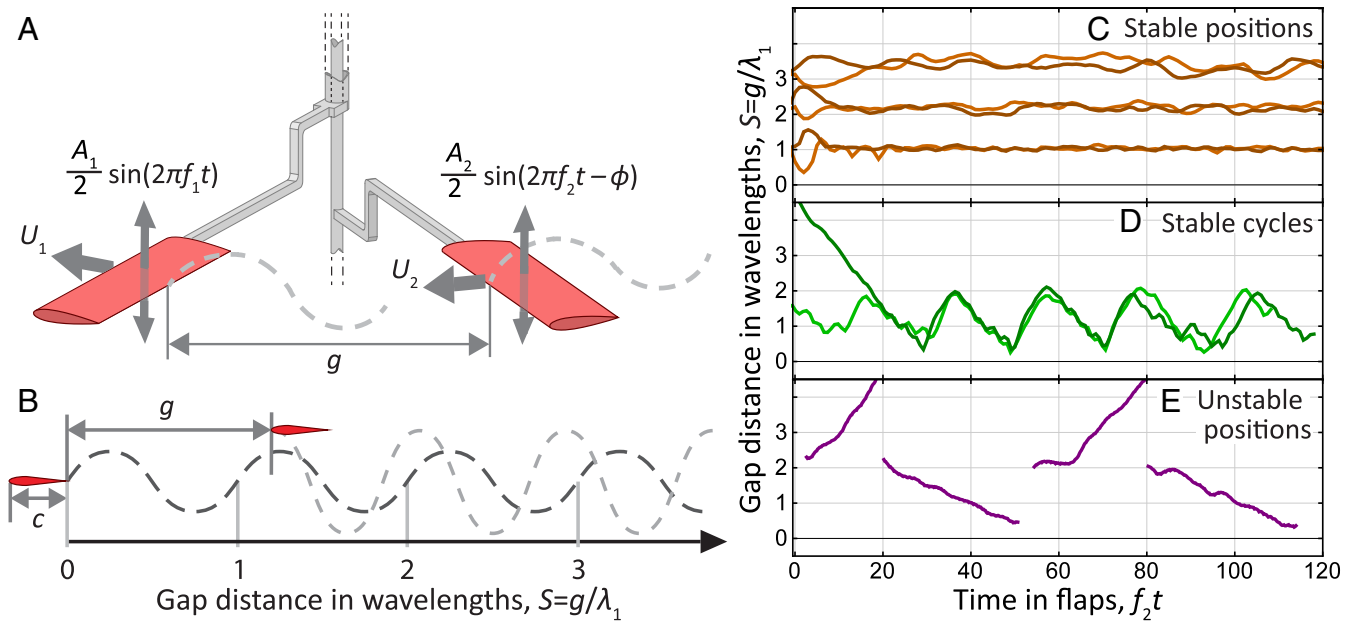 A
A₁/2 sin(2πf₁t)
A₂/2 sin(2πf₂t−ϕ)
U₁
U₂
g
B
g
c
0 1 2 3
Gap distance in wavelengths, S=g/λ₁
Gap distance in wavelengths, S=g/λ₁
C Stable positions
3
2
1
0
D Stable cycles
3
2
1
0
E Unstable
positions
3
2
1
0
0 20 40 60 80 100 120
Time in flaps, f₂t